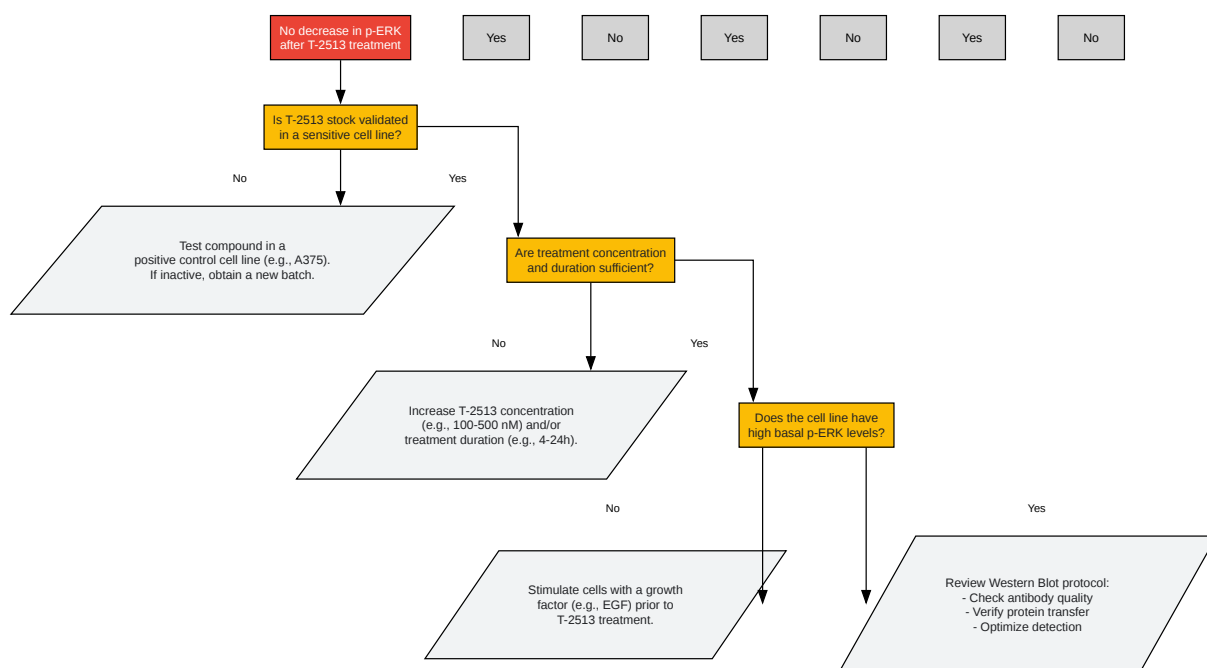 No decrease in p-ERK
after T-2513 treatment
Yes
No
Yes
No
Yes
No
Is T-2513 stock validated
in a sensitive cell line?
No
Yes
Test compound in a
positive control cell line (e.g., A375).
If inactive, obtain a new batch.
Are treatment concentration
and duration sufficient?
No
Yes
Increase T-2513 concentration
(e.g., 100-500 nM) and/or
treatment duration (e.g., 4-24h).
Does the cell line have
high basal p-ERK levels?
No
Yes
Stimulate cells with a growth
factor (e.g., EGF) prior to
T-2513 treatment.
Review Western Blot protocol:
- Check antibody quality
- Verify protein transfer
- Optimize detection